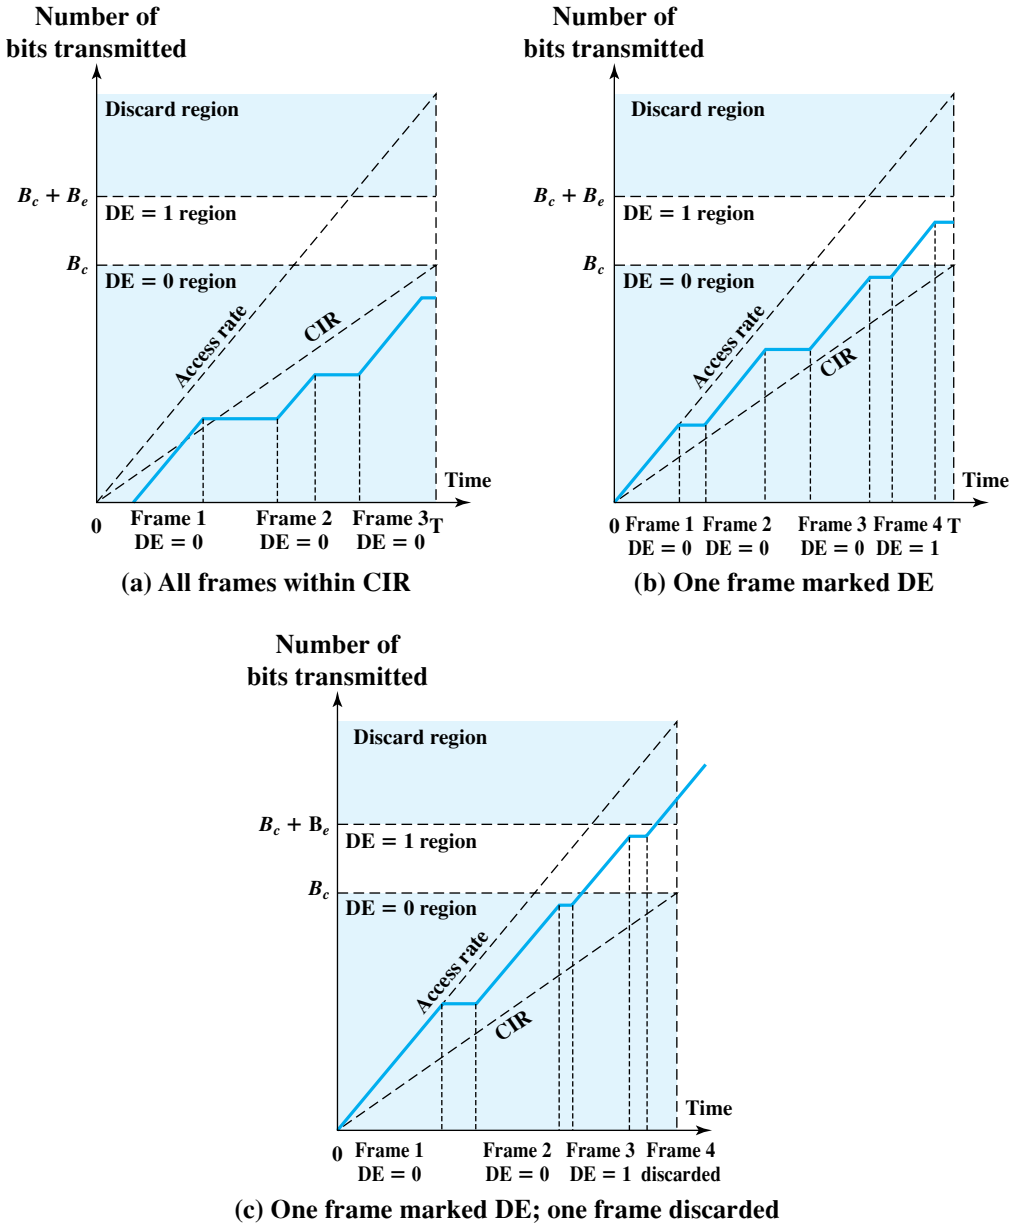 Number of
bits transmitted
Discard region
B_c + B_e
DE = 1 region
B_c
DE = 0 region
Access rate
CIR
Time
0
Frame 1
DE = 0
Frame 2
DE = 0
Frame 3
DE = 0
T
(a) All frames within CIR
Number of
bits transmitted
Discard region
B_c + B_e
DE = 1 region
B_c
DE = 0 region
Access rate
CIR
Time
0
Frame 1
DE = 0
Frame 2
DE = 0
Frame 3
DE = 0
Frame 4
DE = 1
T
(b) One frame marked DE
Number of
bits transmitted
Discard region
B_c + B_e
DE = 1 region
B_c
DE = 0 region
Access rate
CIR
Time
0
Frame 1
DE = 0
Frame 2
DE = 0
Frame 3
DE = 1
Frame 4
discarded
(c) One frame marked DE; one frame discarded